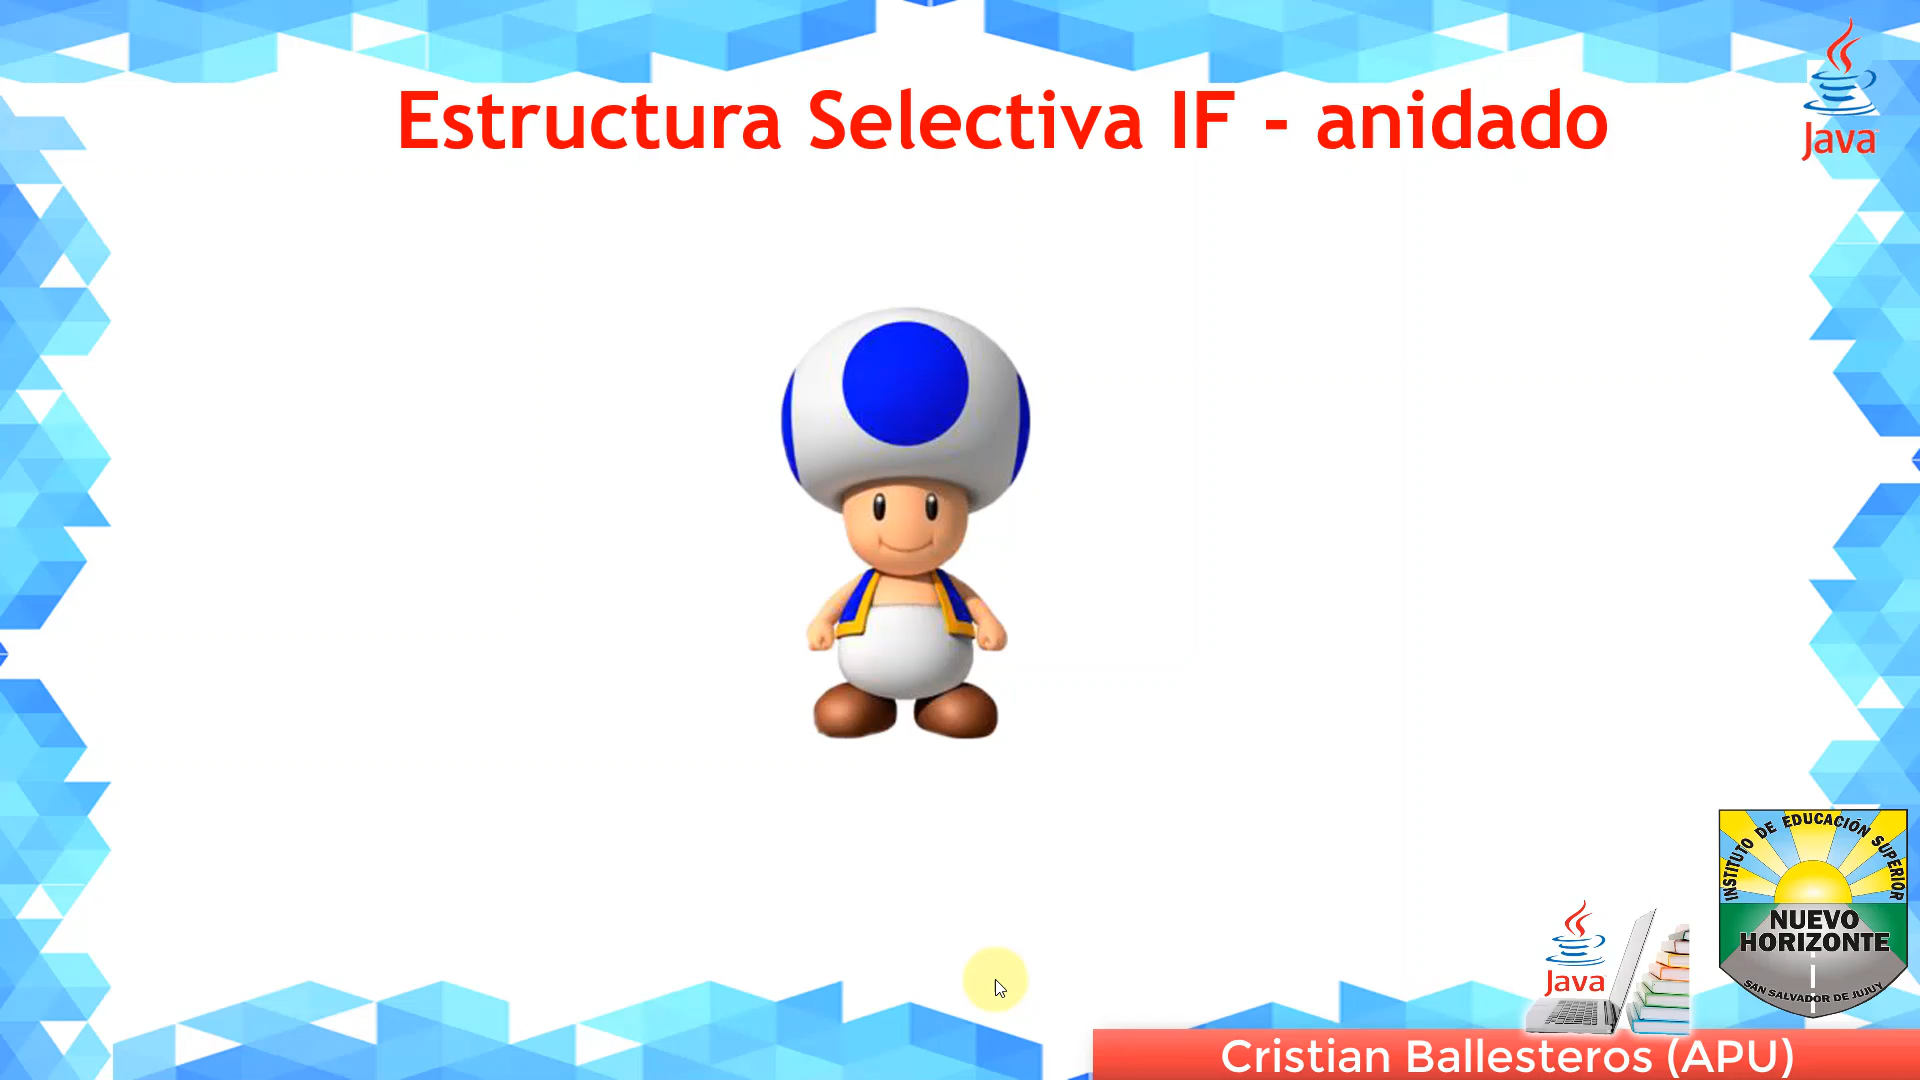 Estructura Selectiva IF - anidado
Java
INSTITUTO DE EDUCACIÓN SUPERIOR
NUEVO
HORIZONTE
SAN SALVADOR DE JUJUY
Java
Cristian Ballesteros (APU)